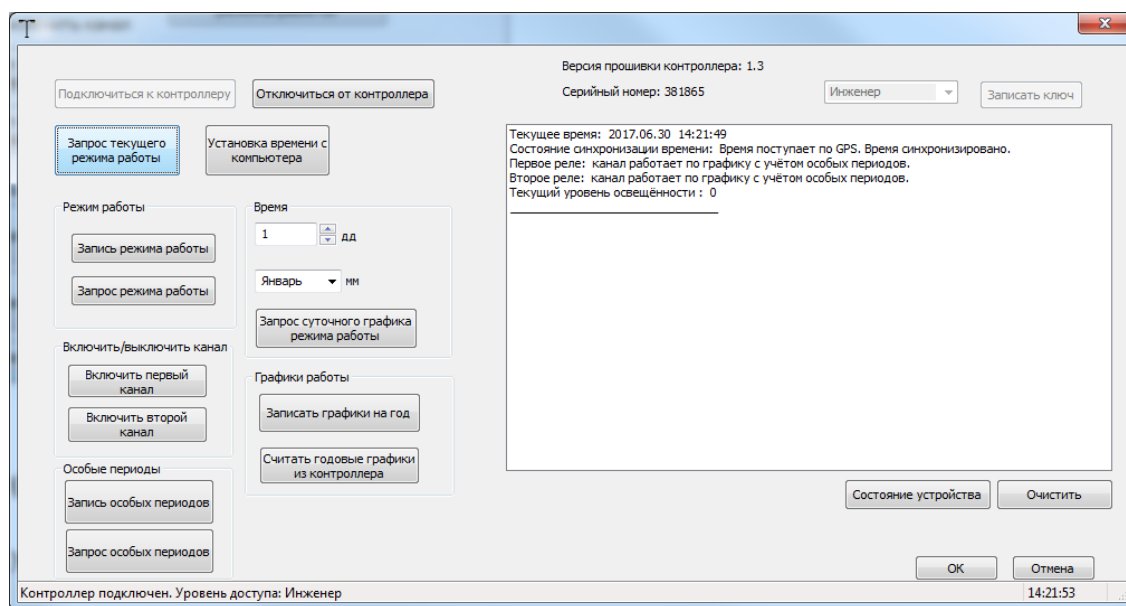 Версия прошивки контроллера: 1.3
Подключиться к контроллеру
Отключиться от контроллера
Серийный номер: 381865
Инженер
Записать ключ
Запрос текущего
режима работы
Установка времени с
компьютера
Текущее время: 2017.06.30 14:21:49
Состояние синхронизации времени: Время поступает по GPS. Время синхронизировано.
Первое реле: канал работает по графику с учётом особых периодов.
Второе реле: канал работает по графику с учётом особых периодов.
Текущий уровень освещённости : 0
Режим работы
Запись режима работы
Запрос режима работы
Время
1
дд
Январь
мм
Запрос суточного графика
режима работы
Включить/выключить канал
Включить первый
канал
Включить второй
канал
Графики работы
Записать графики на год
Считать годовые графики
из контроллера
Особые периоды
Запись особых периодов
Запрос особых периодов
Состояние устройства
Очистить
OK
Отмена
Контроллер подключен. Уровень доступа: Инженер
14:21:53